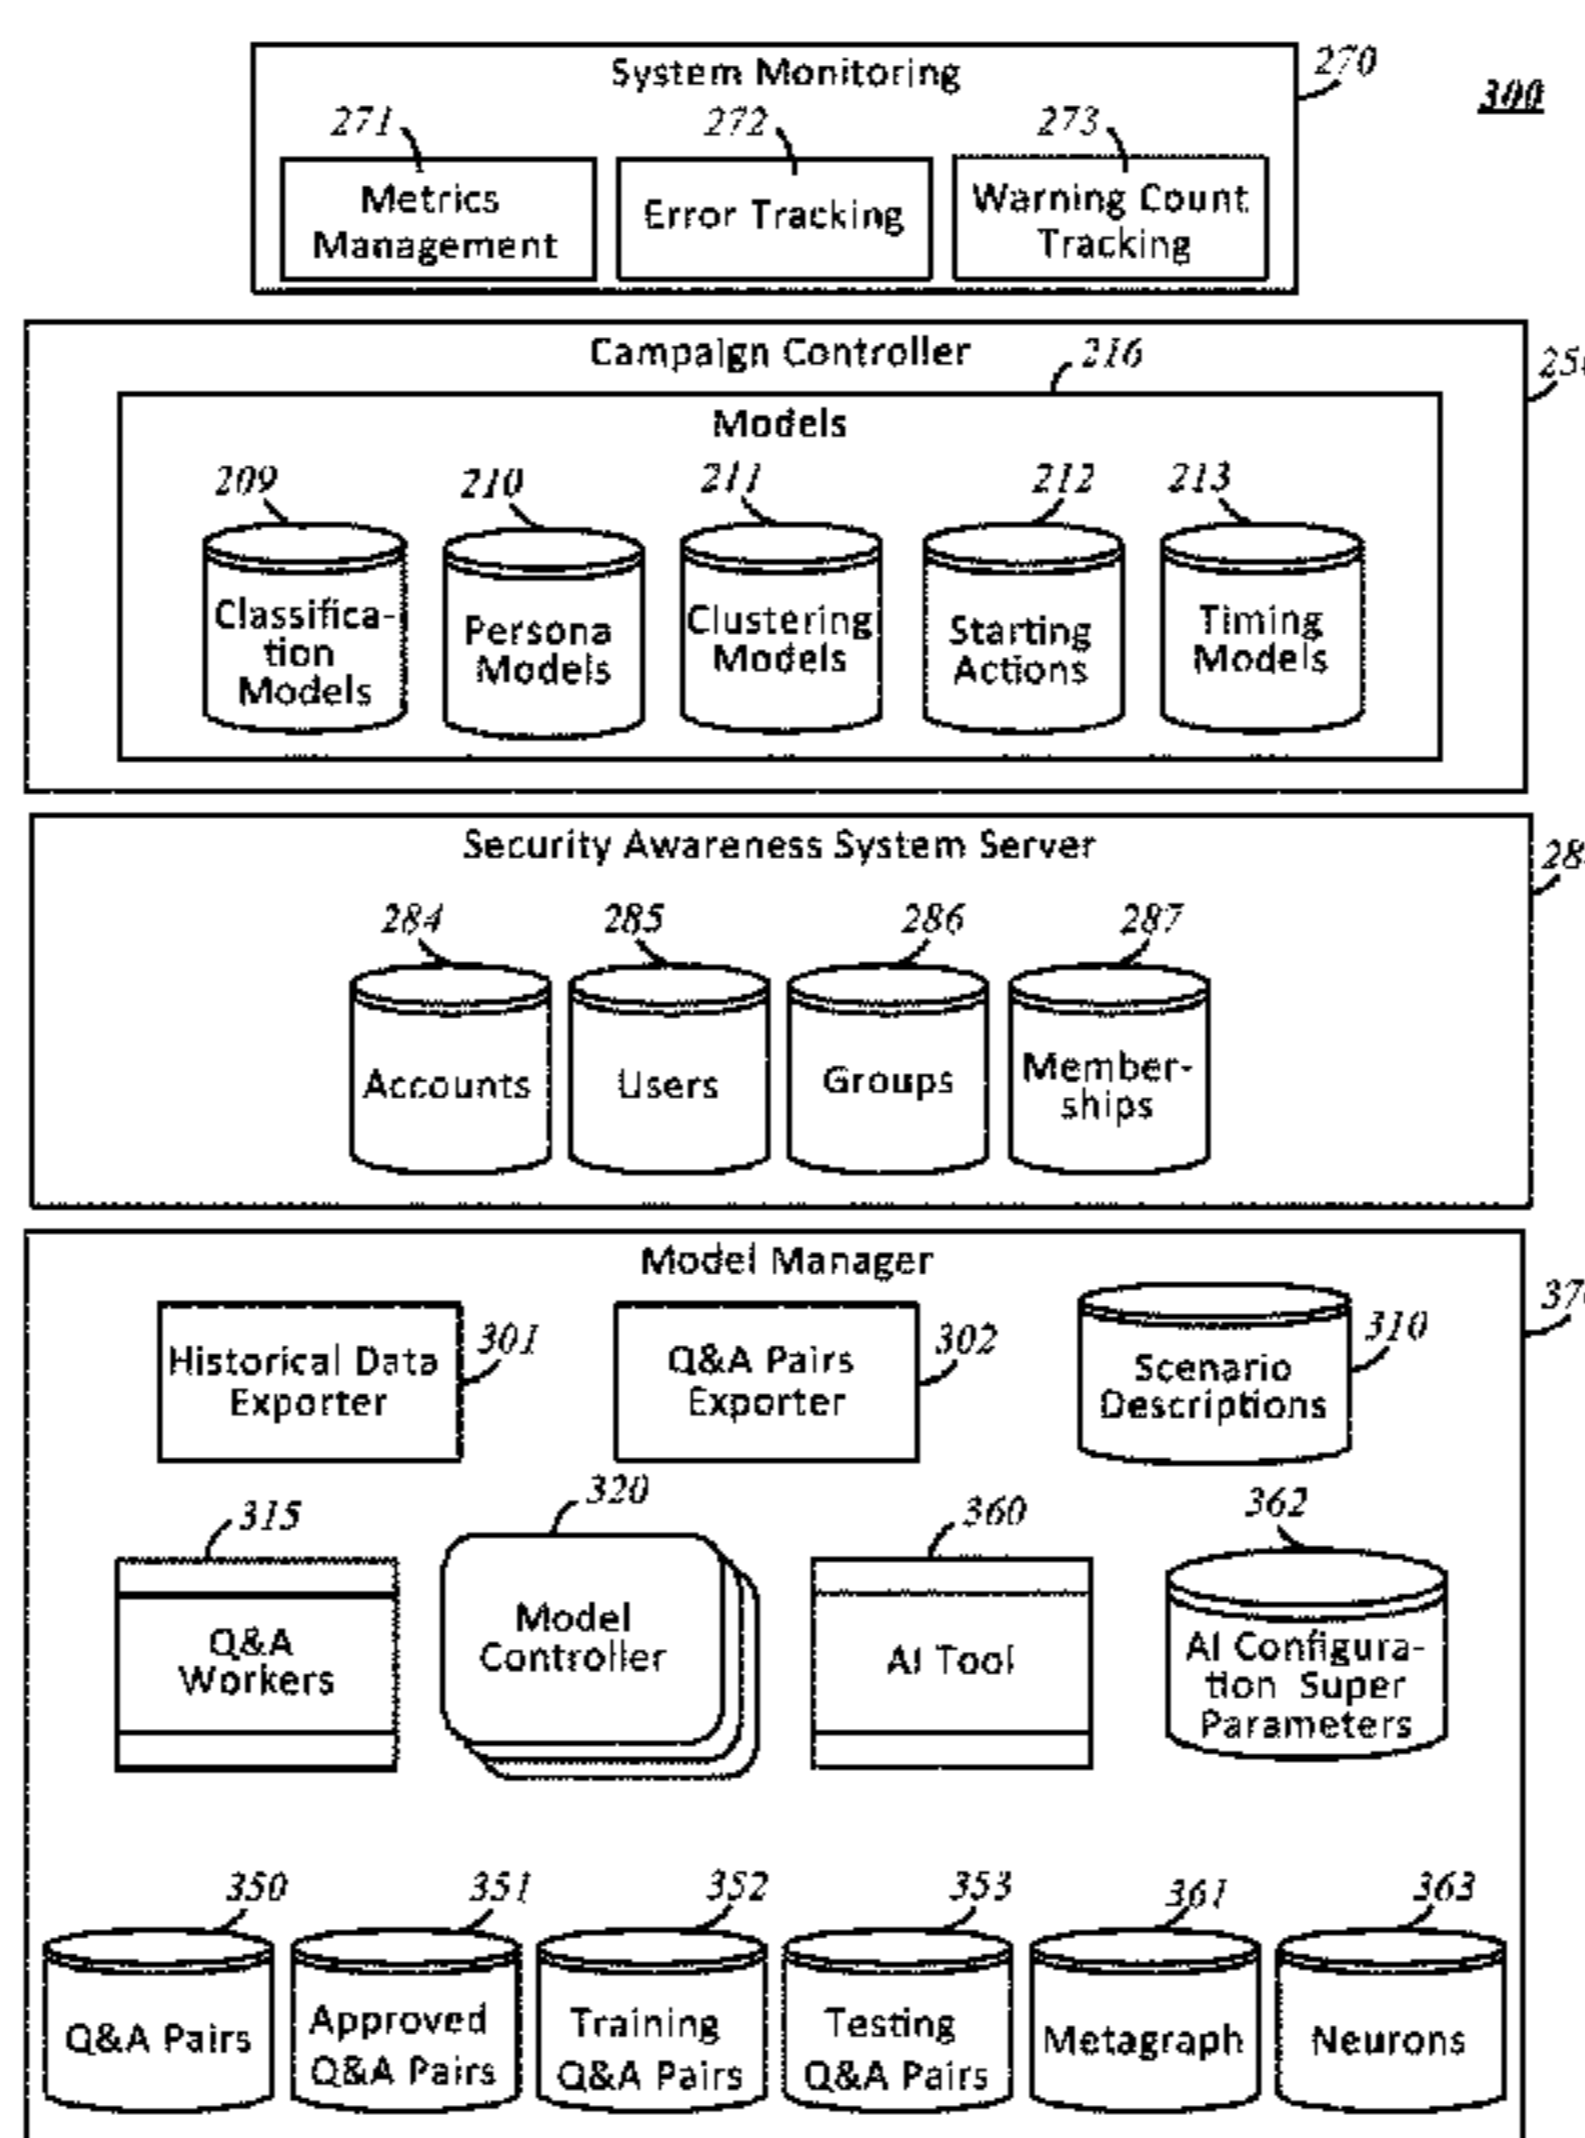 System Monitoring
270
300
271
272
273
Metrics
Management
Error Tracking
Warning Count
Tracking
Campaign Controller
216
Models
209
210
211
212
213
Classifica-
tion
Models
Persona
Models
Clustering
Models
Starting
Actions
Timing
Models
Security Awareness System Server
284
285
286
287
Accounts
Users
Groups
Member-
ships
Model Manager
Historical Data
Exporter
301
Q&A Pairs
Exporter
302
Scenario
Descriptions
310
315
320
360
362
Q&A
Workers
Model
Controller
AI Tool
AI Configura-
tion Super
Parameters
350
351
352
353
361
363
Q&A Pairs
Approved
Q&A Pairs
Training
Q&A Pairs
Testing
Q&A Pairs
Metagraph
Neurons